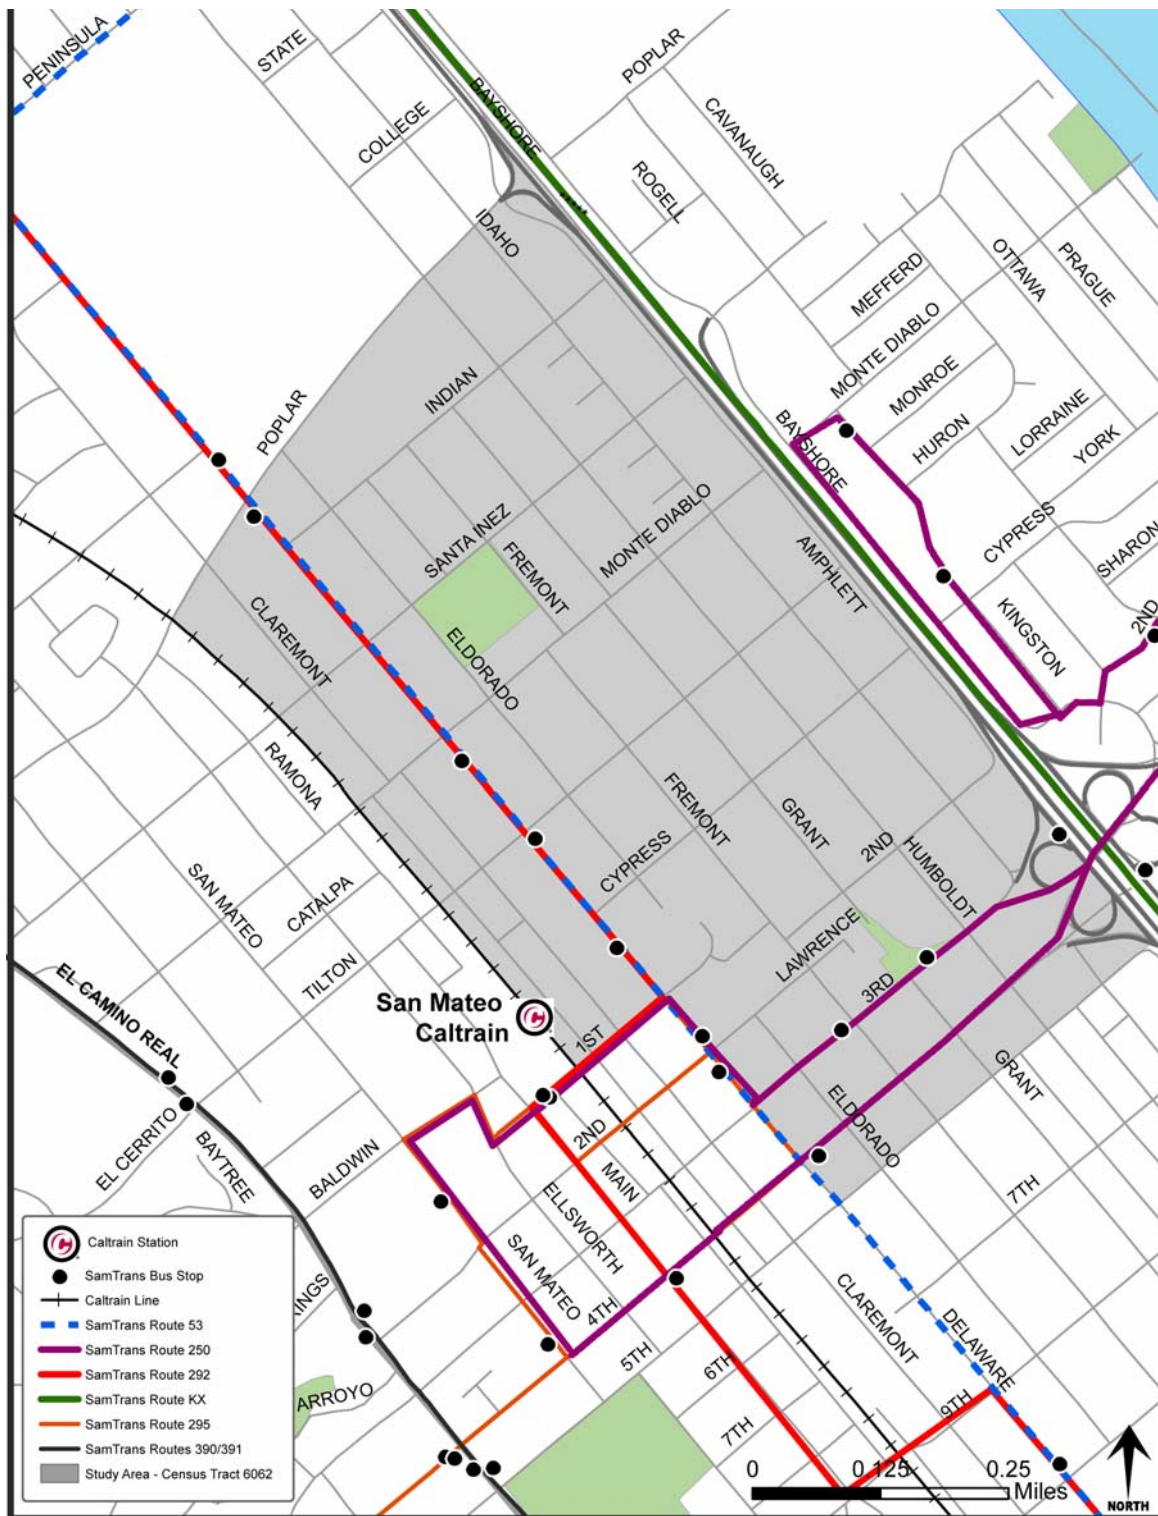 PENINSULA
STATE
POPLAR
BAYSHORE
CAVANAUGH
COLLEGE
ROGELL
IDAHO
OTTAWA
PRAGUE
MEFFERD
MONTE DIABLO
MONROE
INDIAN
POPLAR
BAYSHORE
HURON
LORRAINE
YORK
SANTA INEZ
MONTE DIABLO
CYPRESS
SHARON
FREMONT
AMPHLETT
CLAREMONT
KINGSTON
2ND
ELDORADO
RAMONA
FREMONT
GRANT
2ND
HUMBOLDT
CYPRESS
SAN MATEO
CATALPA
LAWRENCE
TILTON
3RD
EL CAMINO REAL
San Mateo
Caltrain
1ST
GRANT
ELDORADO
2ND
EL CERRITO
BAYTREE
BALDWIN
MAIN
7TH
ELLSWORTH
SAN MATEO
4TH
CLAREMONT
DELAWARE
5TH
6TH
9TH
7TH
INGS
ARROYO
Caltrain Station
SamTrans Bus Stop
Caltrain Line
SamTrans Route 53
SamTrans Route 250
SamTrans Route 292
SamTrans Route KX
SamTrans Route 295
SamTrans Routes 390/391
Study Area - Census Tract 6062
0 0.125 0.25
Miles
NORTH